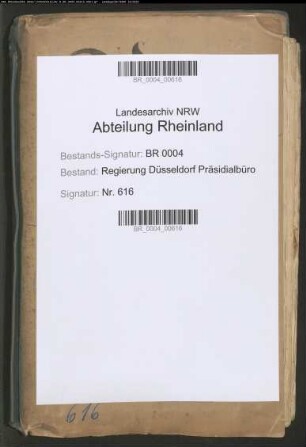 BR_0004_00616
Landesarchiv NRW
Abteilung Rheinland
Bestands-Signatur: BR 0004
Bestand: Regierung Düsseldorf Präsidialbüro
Signatur: Nr. 616
BR_0004_00616
616